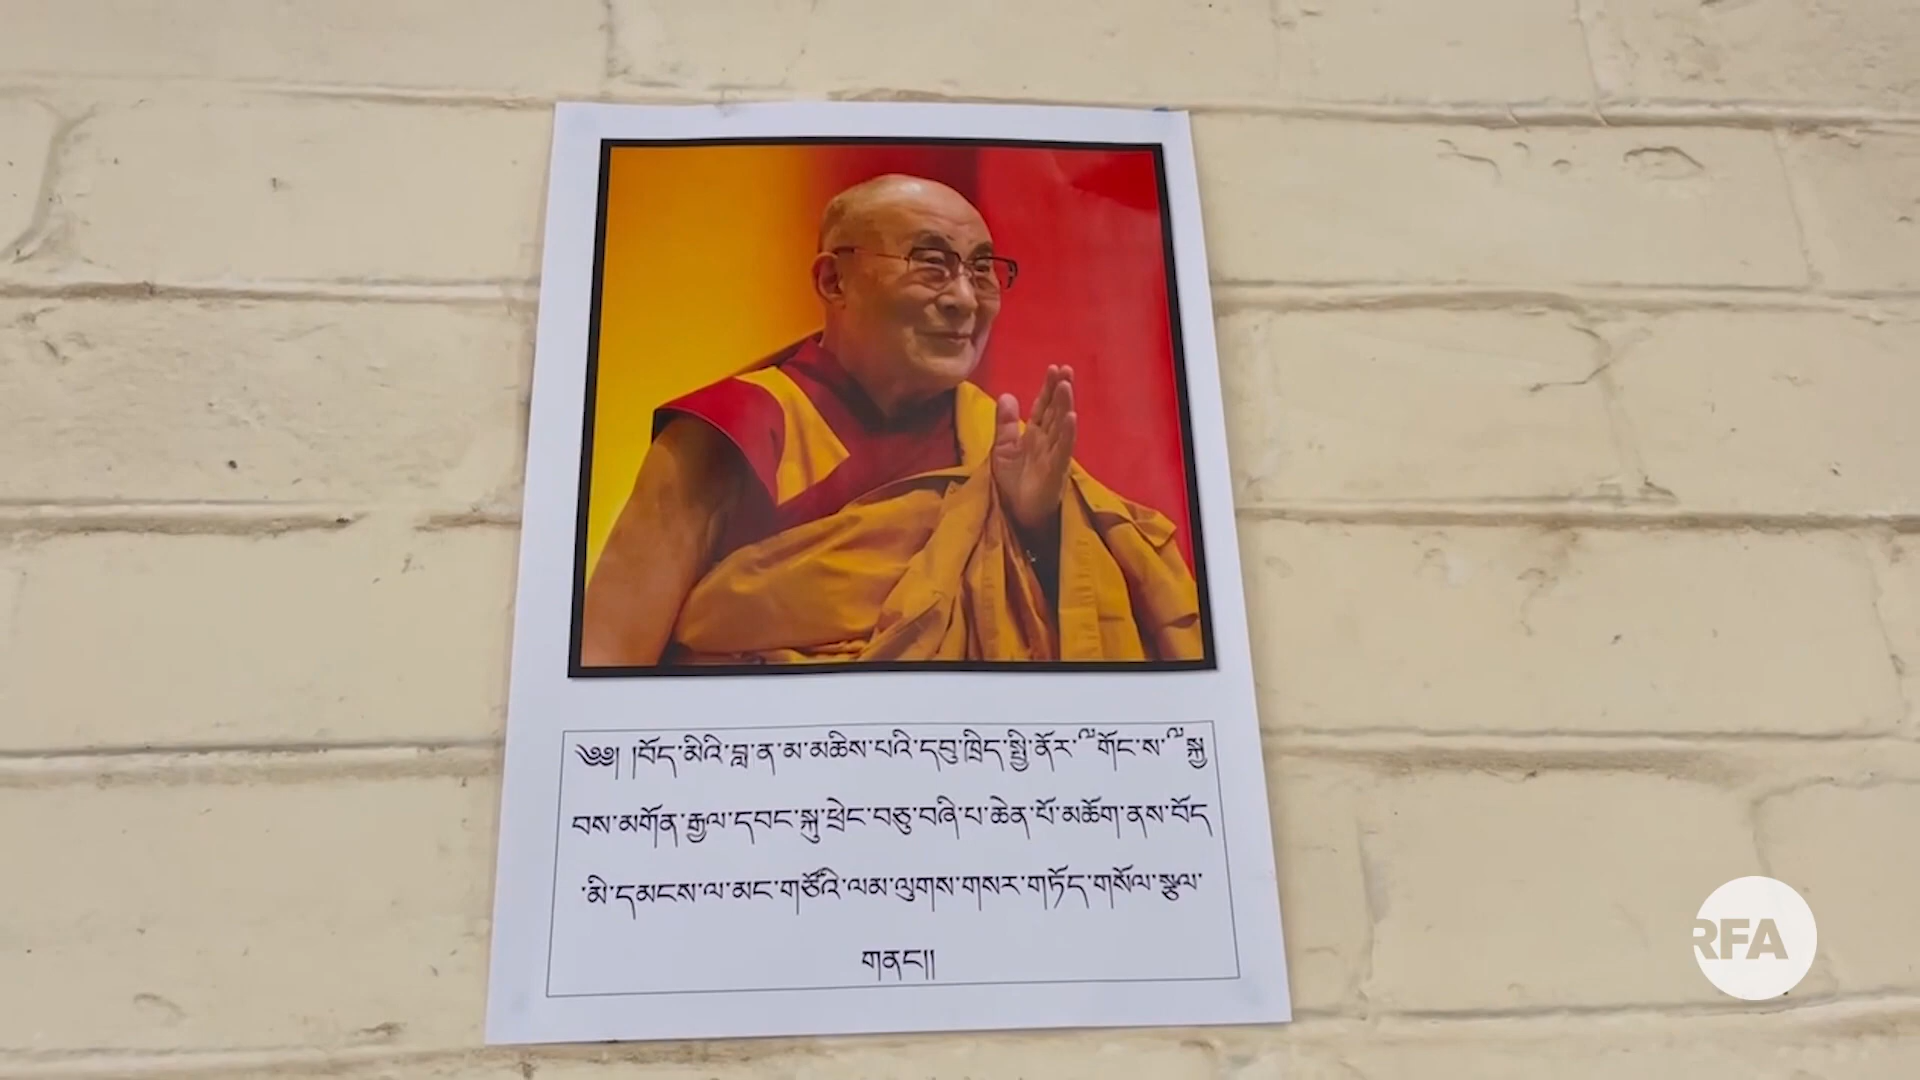 ༄༅། །བོད་མིའི་བླ་ན་མ་མཆིས་པའི་དབུ་ཁྲིད་སྤྱི་ནོར་༸གོང་ས་༸སྐྱ
བས་མགོན་རྒྱལ་དབང་སྐུ་ཕྲེང་བཅུ་བཞི་པ་ཆེན་པོ་མཆོག་ནས་བོད
་མི་དམངས་ལ་མང་གཙོའི་ལམ་ལུགས་གསར་གཏོད་གསོལ་སྩལ་
གནང།།
RFA